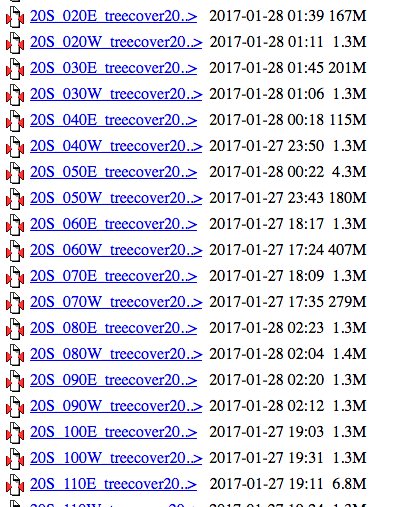 20S_020E_treecover20..> 2017-01-28 01:39 167M
20S_020W_treecover20..> 2017-01-28 01:11 1.3M
20S_030E_treecover20..> 2017-01-28 01:45 201M
20S_030W_treecover20..> 2017-01-28 01:06 1.3M
20S_040E_treecover20..> 2017-01-28 00:18 115M
20S_040W_treecover20..> 2017-01-27 23:50 1.3M
20S_050E_treecover20..> 2017-01-28 00:22 4.3M
20S_050W_treecover20..> 2017-01-27 23:43 180M
20S_060E_treecover20..> 2017-01-27 18:17 1.3M
20S_060W_treecover20..> 2017-01-27 17:24 407M
20S_070E_treecover20..> 2017-01-27 18:09 1.3M
20S_070W_treecover20..> 2017-01-27 17:35 279M
20S_080E_treecover20..> 2017-01-28 02:23 1.3M
20S_080W_treecover20..> 2017-01-28 02:04 1.4M
20S_090E_treecover20..> 2017-01-28 02:20 1.3M
20S_090W_treecover20..> 2017-01-28 02:12 1.3M
20S_100E_treecover20..> 2017-01-27 19:03 1.3M
20S_100W_treecover20..> 2017-01-27 19:31 1.3M
20S_110E_treecover20..> 2017-01-27 19:11 6.8M